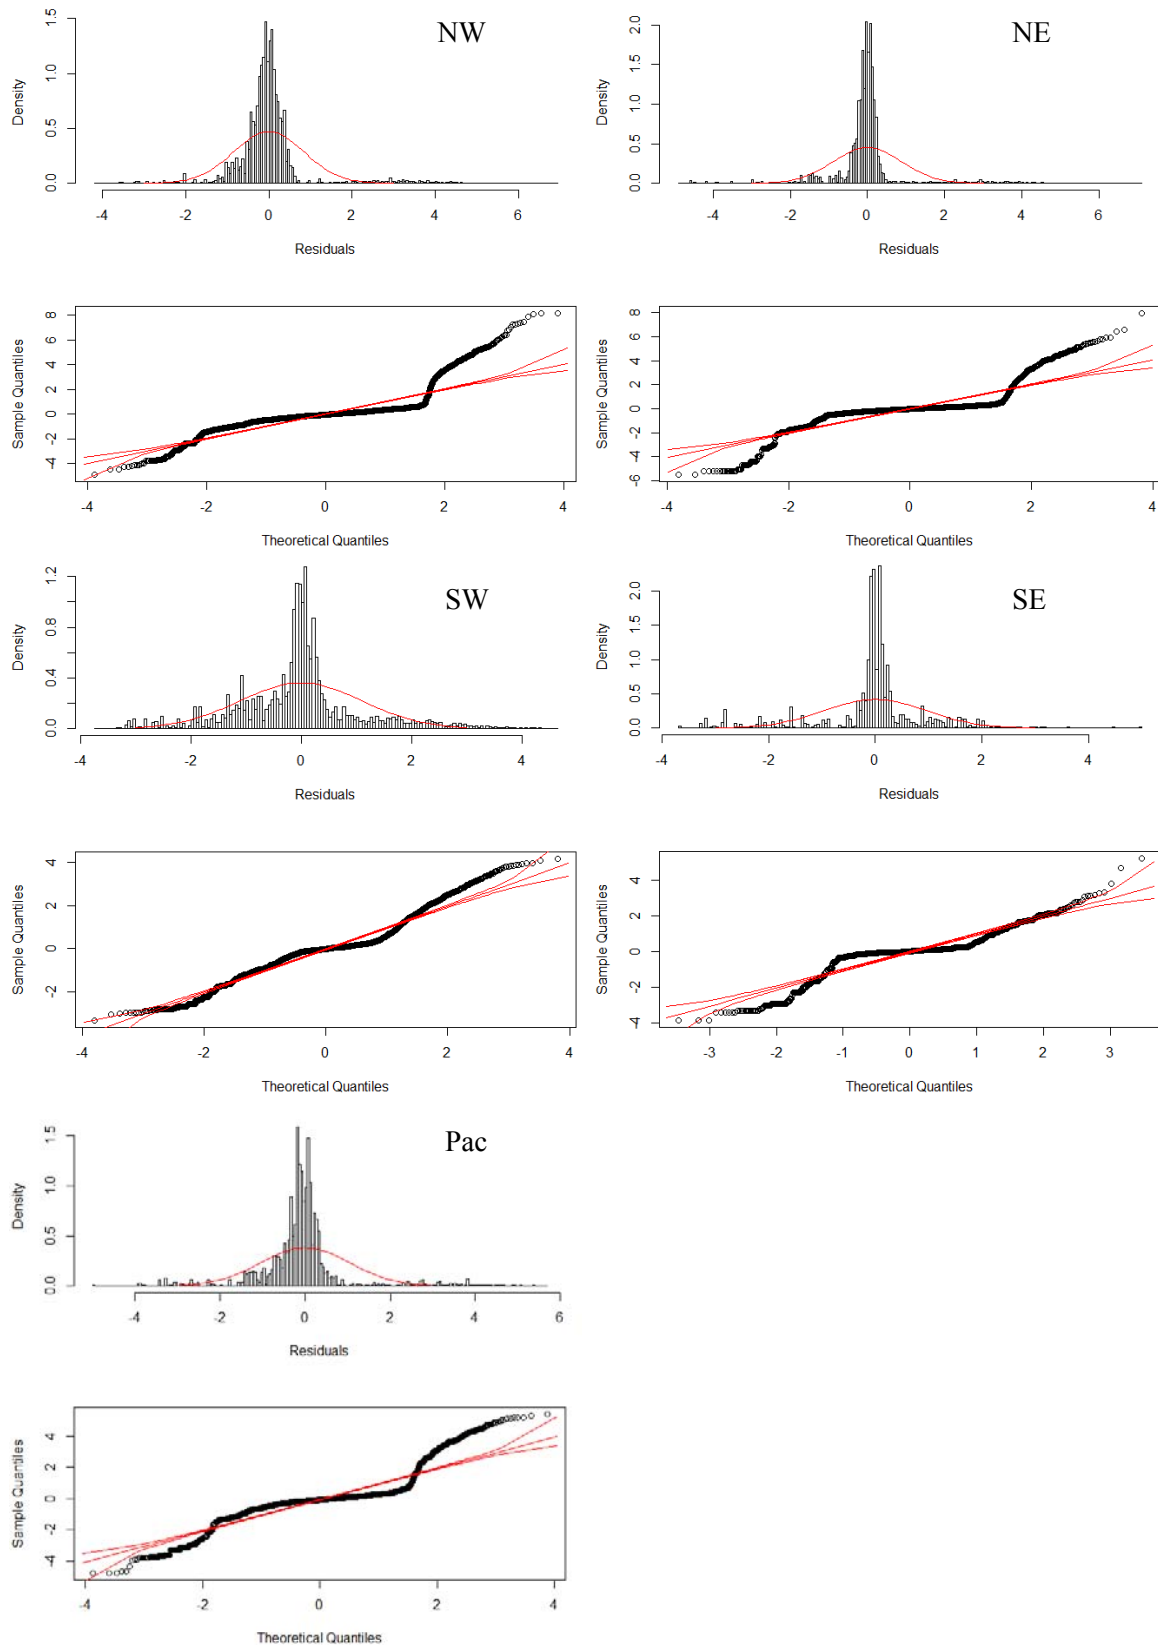 NW
Density
0.0 0.5 1.0 1.5
-4 -2 0 2 4 6
Residuals
NE
Density
0.0 0.5 1.0 1.5 2.0
-4 -2 0 2 4 6
Residuals
Sample Quantiles
-4 -2 0 2 4 6 8
-4 -2 0 2 4
Theoretical Quantiles
Sample Quantiles
-6 -4 -2 0 2 4 6 8
-4 -2 0 2 4
Theoretical Quantiles
SW
Density
0.0 0.4 0.8 1.2
-4 -2 0 2 4
Residuals
SE
Density
0.0 0.5 1.0 1.5 2.0
-4 -2 0 2 4
Residuals
Sample Quantiles
-2 0 2 4
-4 -2 0 2 4
Theoretical Quantiles
Sample Quantiles
-4 -2 0 2 4
-3 -2 -1 0 1 2 3
Theoretical Quantiles
Pac
Density
0.0 0.5 1.0 1.5
-4 -2 0 2 4 6
Residuals
Sample Quantiles
-4 -2 0 2 4
-4 -2 0 2 4
Theoretical Quantiles